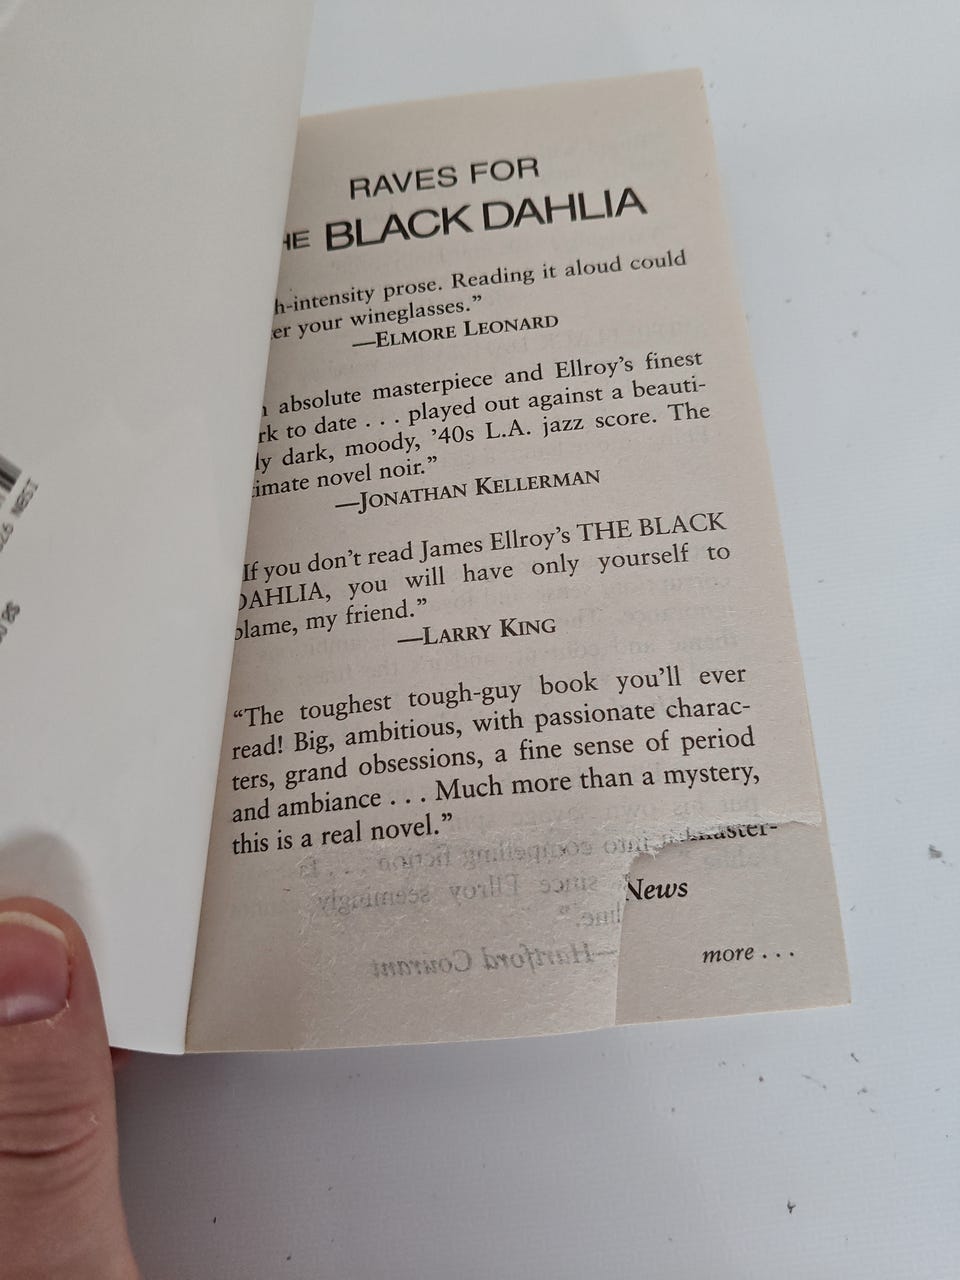 RAVES FOR
HE BLACK DAHLIA
h-intensity prose. Reading it aloud could
er your wineglasses.”
—ELMORE LEONARD
absolute masterpiece and Ellroy’s finest
rk to date . . . played out against a beauti-
ly dark, moody, ’40s L.A. jazz score. The
imate novel noir.”
—JONATHAN KELLERMAN
If you don’t read James Ellroy’s THE BLACK
DAHLIA, you will have only yourself to
blame, my friend.”
—LARRY KING
“The toughest tough-guy book you’ll ever
read! Big, ambitious, with passionate charac-
ters, grand obsessions, a fine sense of period
and ambiance . . . Much more than a mystery,
this is a real novel.”
News
more . . .